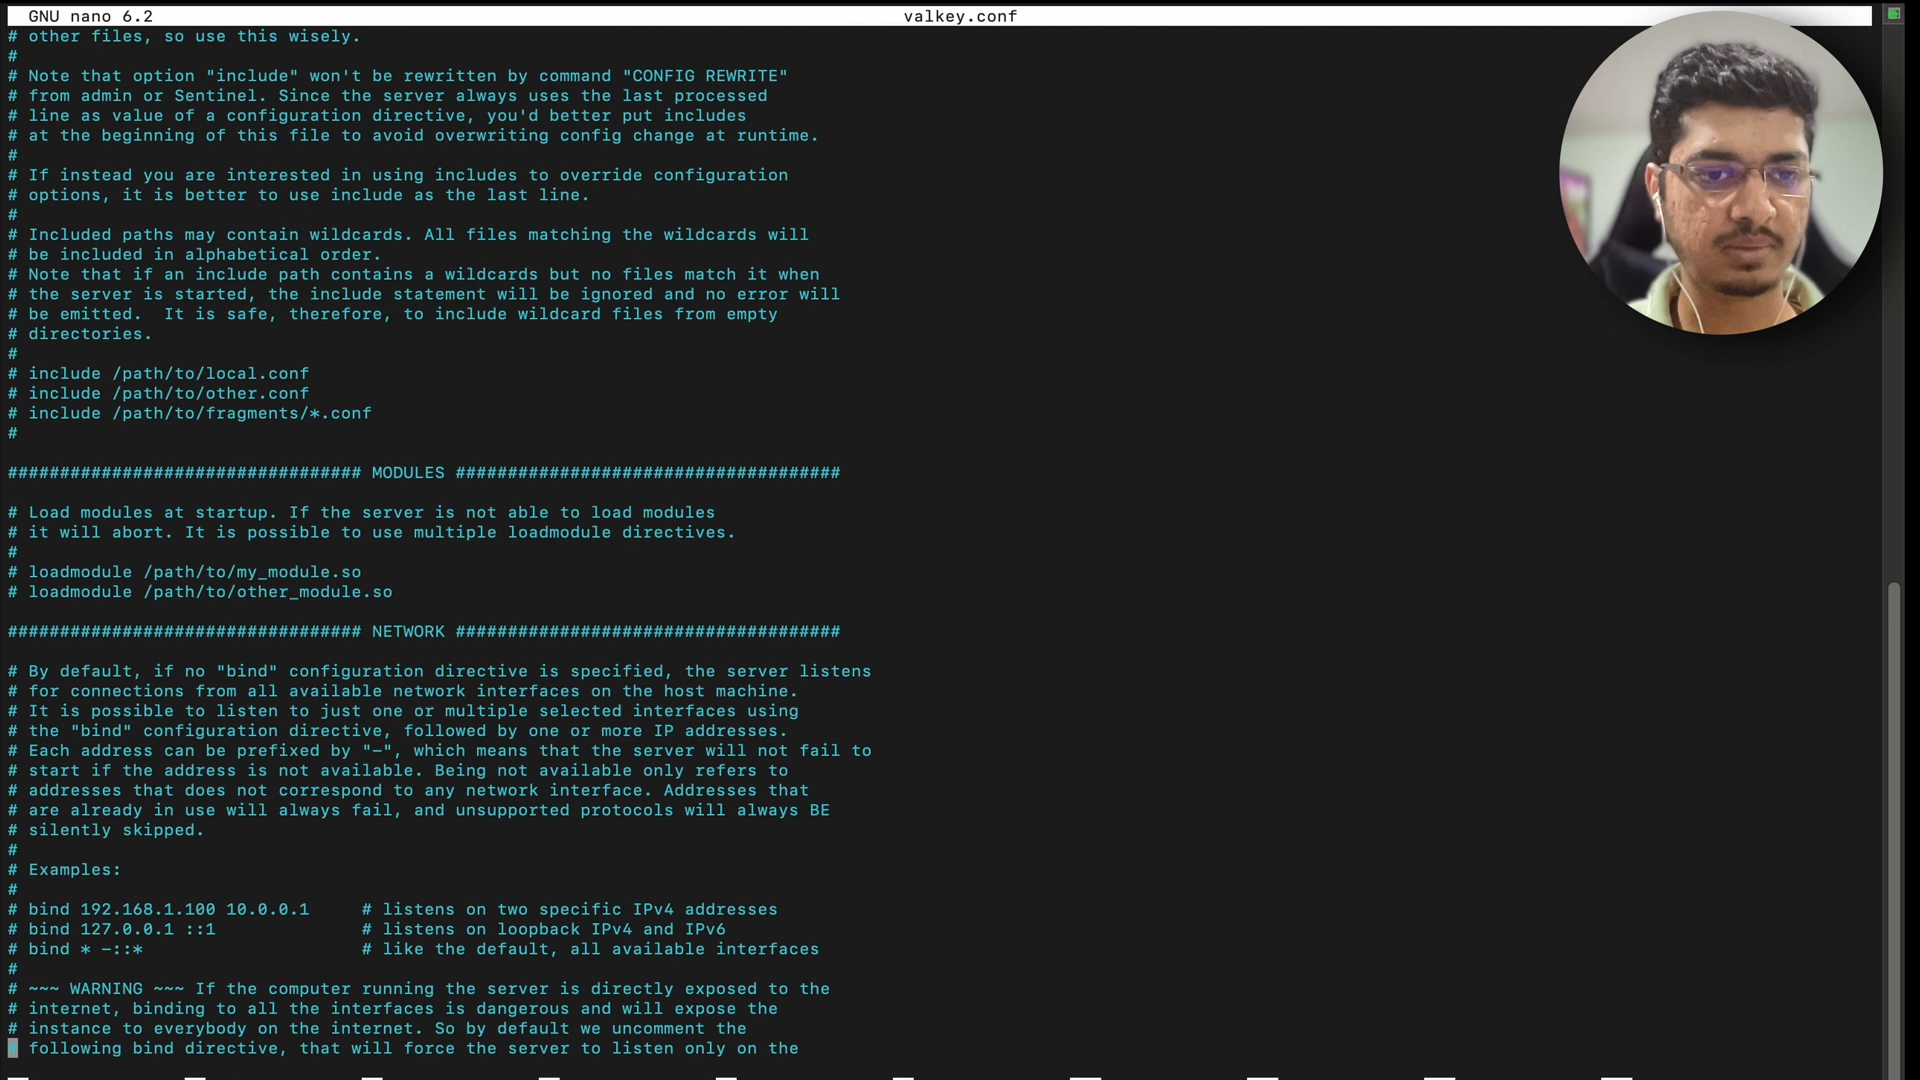 GNU nano 6.2 valkey.conf
# other files, so use this wisely.
#
# Note that option "include" won't be rewritten by command "CONFIG REWRITE"
# from admin or Sentinel. Since the server always uses the last processed
# line as value of a configuration directive, you'd better put includes
# at the beginning of this file to avoid overwriting config change at runtime.
#
# If instead you are interested in using includes to override configuration
# options, it is better to use include as the last line.
#
# Included paths may contain wildcards. All files matching the wildcards will
# be included in alphabetical order.
# Note that if an include path contains a wildcards but no files match it when
# the server is started, the include statement will be ignored and no error will
# be emitted.  It is safe, therefore, to include wildcard files from empty
# directories.
#
# include /path/to/local.conf
# include /path/to/other.conf
# include /path/to/fragments/*.conf
#
################################## MODULES #####################################
# Load modules at startup. If the server is not able to load modules
# it will abort. It is possible to use multiple loadmodule directives.
#
# loadmodule /path/to/my_module.so
# loadmodule /path/to/other_module.so
################################## NETWORK #####################################
# By default, if no "bind" configuration directive is specified, the server listens
# for connections from all available network interfaces on the host machine.
# It is possible to listen to just one or multiple selected interfaces using
# the "bind" configuration directive, followed by one or more IP addresses.
# Each address can be prefixed by "-", which means that the server will not fail to
# start if the address is not available. Being not available only refers to
# addresses that does not correspond to any network interface. Addresses that
# are already in use will always fail, and unsupported protocols will always BE
# silently skipped.
#
# Examples:
#
# bind 192.168.1.100 10.0.0.1     # listens on two specific IPv4 addresses
# bind 127.0.0.1 ::1              # listens on loopback IPv4 and IPv6
# bind * -::*                     # like the default, all available interfaces
#
# ~~~ WARNING ~~~ If the computer running the server is directly exposed to the
# internet, binding to all the interfaces is dangerous and will expose the
# instance to everybody on the internet. So by default we uncomment the
# following bind directive, that will force the server to listen only on the